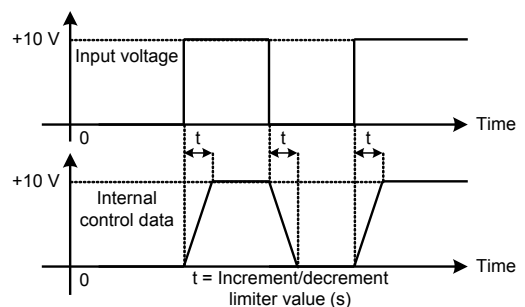 +10 V
Input voltage
0
Time
t
t
t
+10 V
Internal
control data
0
Time
t = Increment/decrement
limiter value (s)